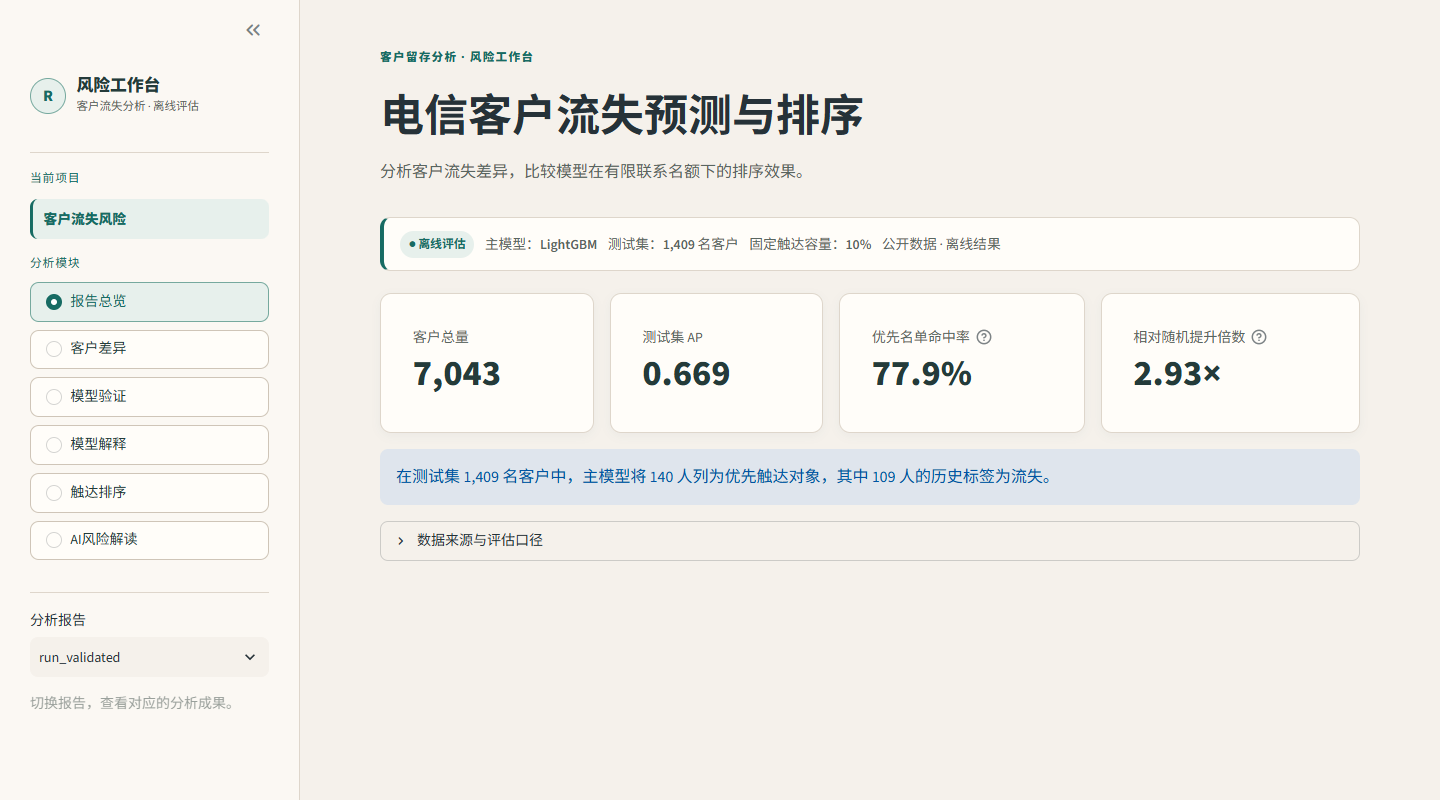 R
风险工作台
客户流失分析 · 离线评估
当前项目
客户流失风险
分析模块
报告总览
客户差异
模型验证
模型解释
触达排序
AI风险解读
分析报告
run_validated
切换报告，查看对应的分析成果。
客户留存分析 · 风险工作台
电信客户流失预测与排序
分析客户流失差异，比较模型在有限联系名额下的排序效果。
离线评估 主模型：LightGBM 测试集：1,409 名客户 固定触达容量：10% 公开数据 · 离线结果
客户总量
7,043
测试集 AP
0.669
优先名单命中率
77.9%
相对随机提升倍数
2.93×
在测试集 1,409 名客户中，主模型将 140 人列为优先触达对象，其中 109 人的历史标签为流失。
数据来源与评估口径